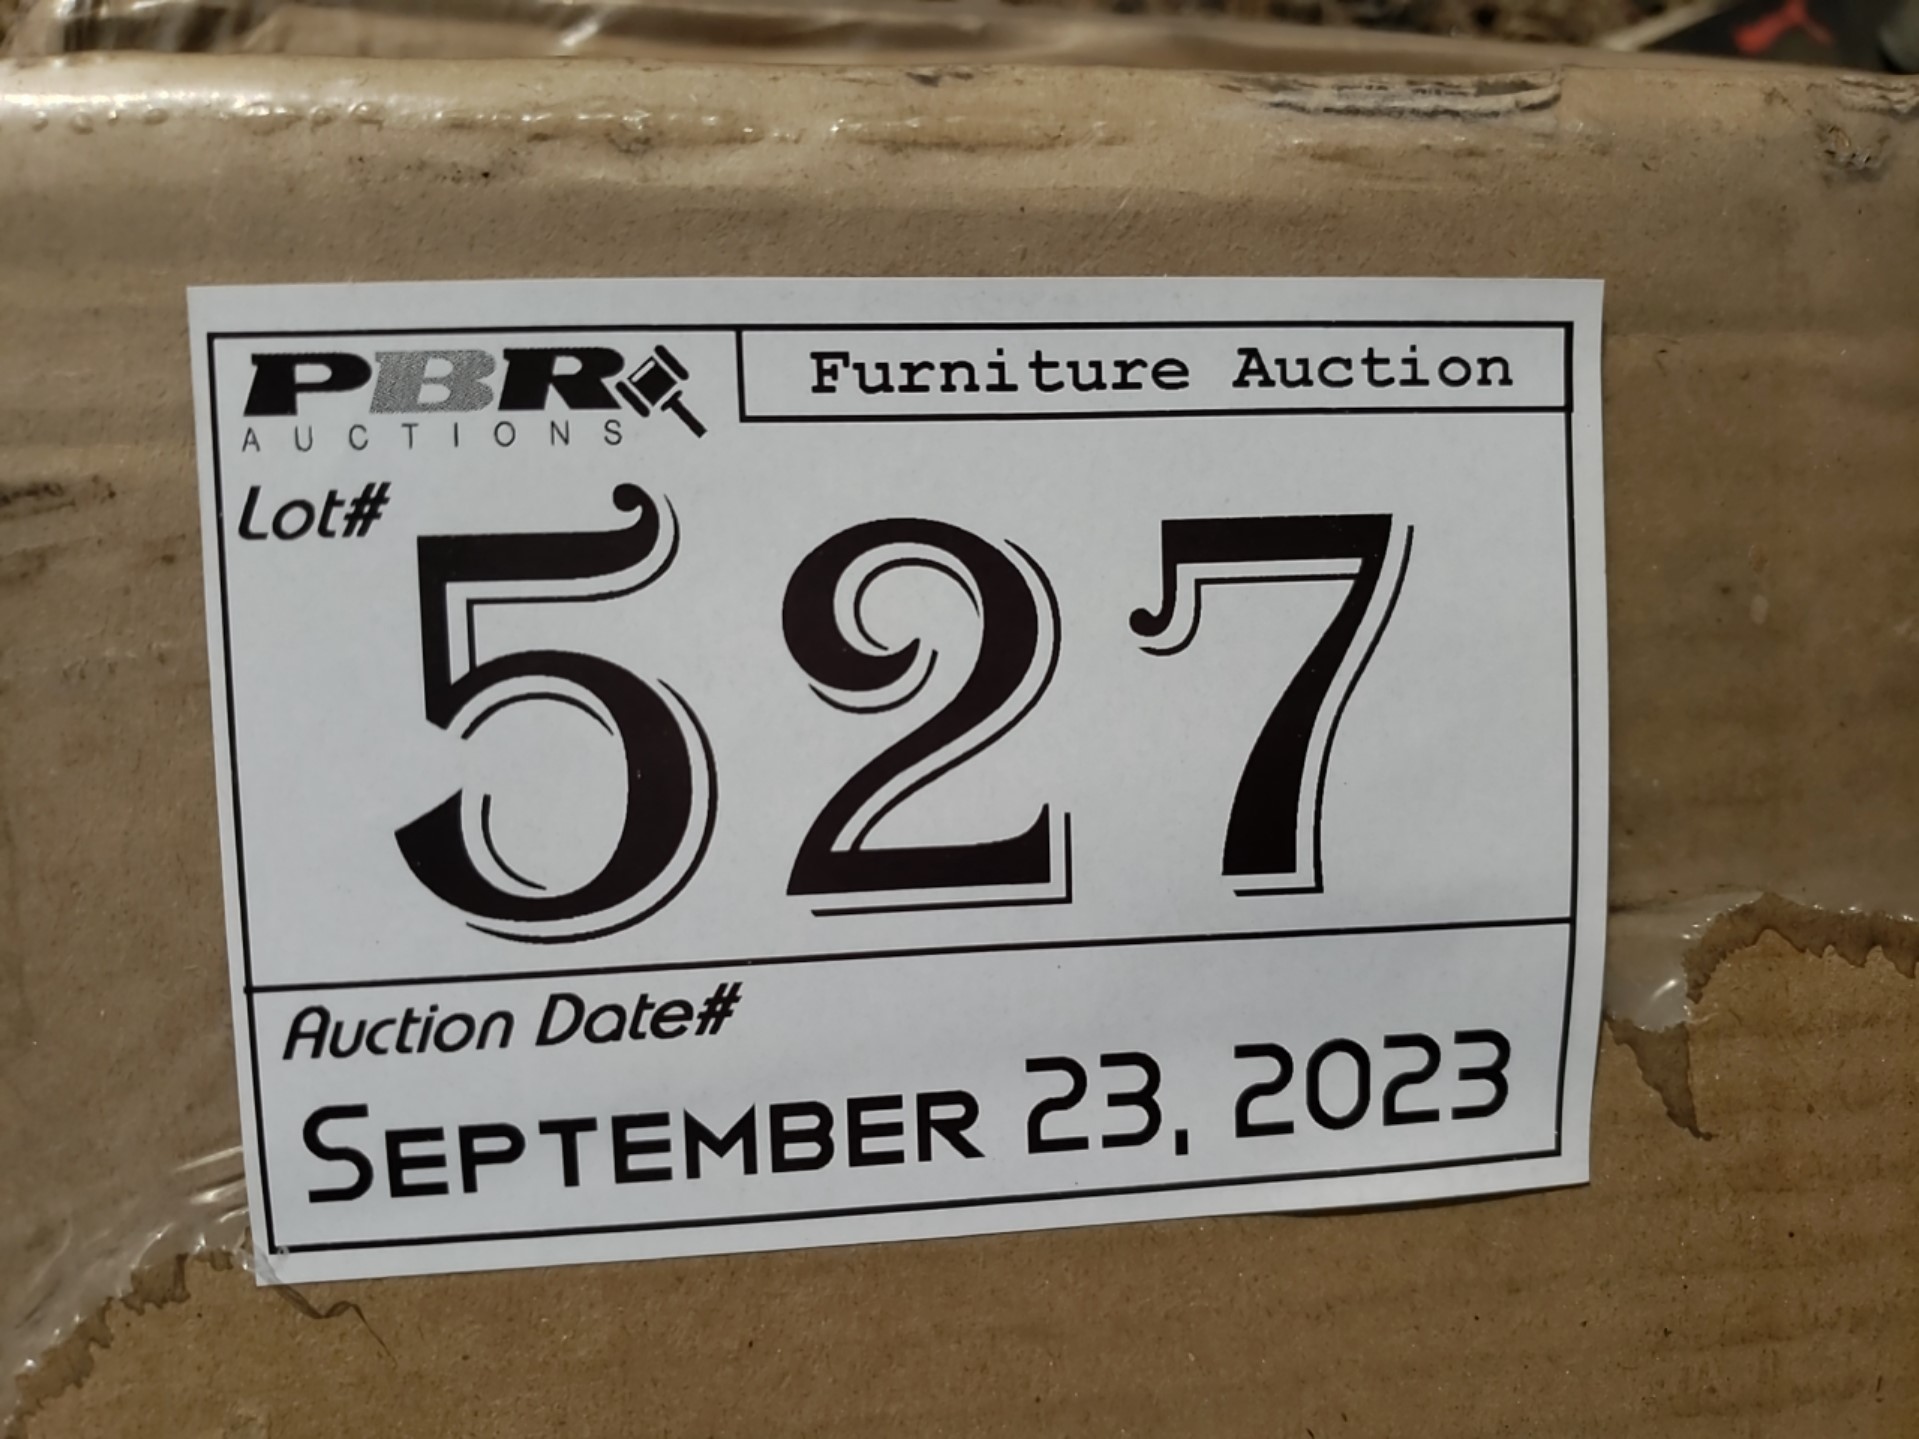 PBR
AUCTIONS
Furniture Auction
Lot#
527
Auction Date#
SEPTEMBER 23, 2023